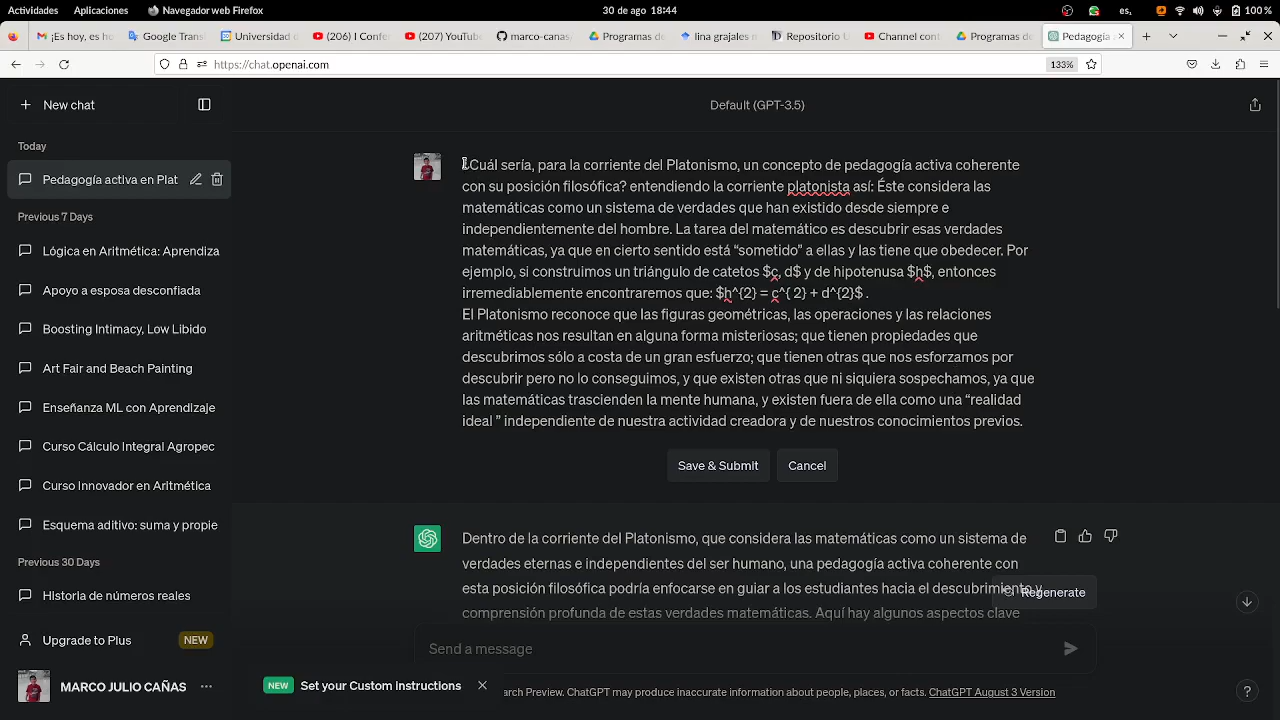 Actividades Aplicaciones Navegador web Firefox 30 de ago 18:44 es, 100 %
¡Es hoy, es ho Google Trans Universidad d (206) I Confer (207) YouTube marco-canas Programas de lina grajales m Repositorio U Channel cont Programas de Pedagogía a
https://chat.openai.com 133%
New chat
Default (GPT-3.5)
Today
Pedagogía activa en Plat
Previous 7 Days
Lógica en Aritmética: Aprendiza
Apoyo a esposa desconfiada
Boosting Intimacy, Low Libido
Art Fair and Beach Painting
Enseñanza ML con Aprendizaje
Curso Cálculo Integral Agropec
Curso Innovador en Aritmética
Esquema aditivo: suma y propie
Previous 30 Days
Historia de números reales
Upgrade to Plus NEW
MARCO JULIO CAÑAS
¿Cuál sería, para la corriente del Platonismo, un concepto de pedagogía activa coherente
con su posición filosófica? entendiendo la corriente platonista así: Éste considera las
matemáticas como un sistema de verdades que han existido desde siempre e
independientemente del hombre. La tarea del matemático es descubrir esas verdades
matemáticas, ya que en cierto sentido está “sometido” a ellas y las tiene que obedecer. Por
ejemplo, si construimos un triángulo de catetos $c, d$ y de hipotenusa $h$, entonces
irremediablemente encontraremos que: $h^{2} = c^{ 2} + d^{2}$ .
El Platonismo reconoce que las figuras geométricas, las operaciones y las relaciones
aritméticas nos resultan en alguna forma misteriosas; que tienen propiedades que
descubrimos sólo a costa de un gran esfuerzo; que tienen otras que nos esforzamos por
descubrir pero no lo conseguimos, y que existen otras que ni siquiera sospechamos, ya que
las matemáticas trascienden la mente humana, y existen fuera de ella como una “realidad
ideal ” independiente de nuestra actividad creadora y de nuestros conocimientos previos.
Save & Submit Cancel
Dentro de la corriente del Platonismo, que considera las matemáticas como un sistema de
verdades eternas e independientes del ser humano, una pedagogía activa coherente con
esta posición filosófica podría enfocarse en guiar a los estudiantes hacia el descubrimiento y
Regenerate
comprensión profunda de estas verdades matemáticas. Aquí hay algunos aspectos clave
Send a message
NEW Set your Custom Instructions
arch Preview. ChatGPT may produce inaccurate information about people, places, or facts. ChatGPT August 3 Version
?